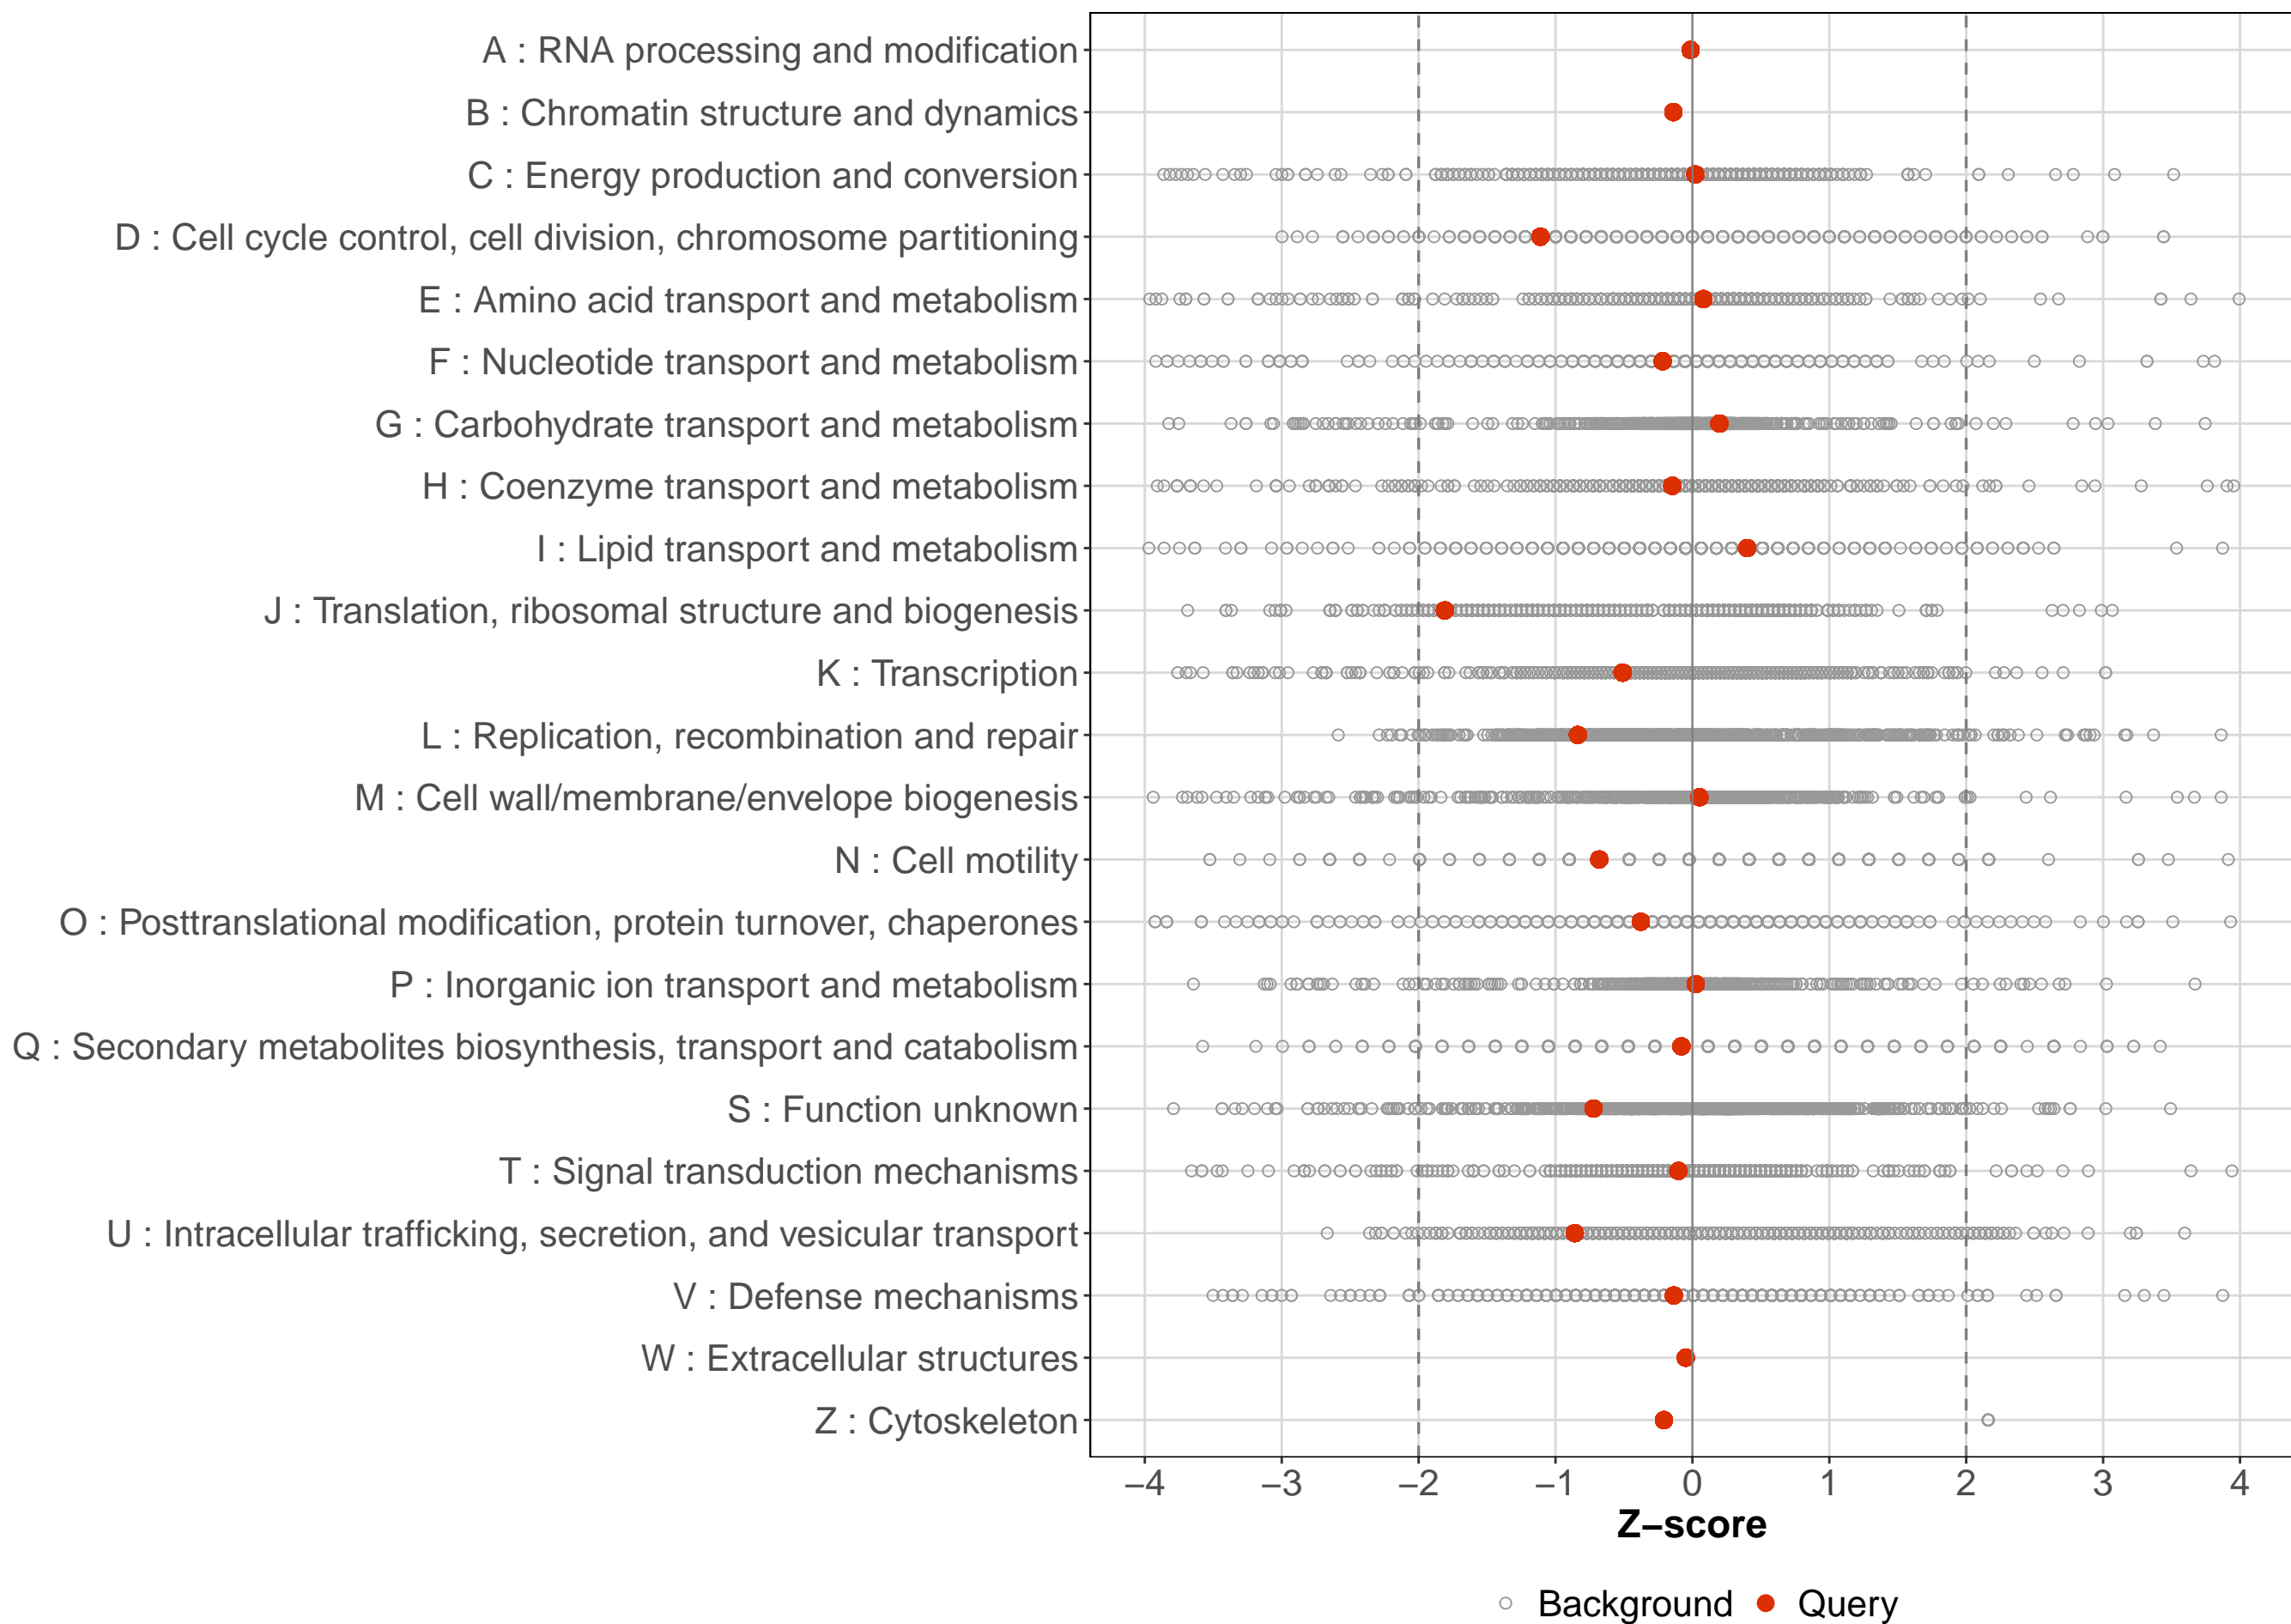 A : RNA processing and modification
B : Chromatin structure and dynamics
C : Energy production and conversion
D : Cell cycle control, cell division, chromosome partitioning
E : Amino acid transport and metabolism
F : Nucleotide transport and metabolism
G : Carbohydrate transport and metabolism
H : Coenzyme transport and metabolism
I : Lipid transport and metabolism
J : Translation, ribosomal structure and biogenesis
K : Transcription
L : Replication, recombination and repair
M : Cell wall/membrane/envelope biogenesis
N : Cell motility
O : Posttranslational modification, protein turnover, chaperones
P : Inorganic ion transport and metabolism
Q : Secondary metabolites biosynthesis, transport and catabolism
S : Function unknown
T : Signal transduction mechanisms
U : Intracellular trafficking, secretion, and vesicular transport
V : Defense mechanisms
W : Extracellular structures
Z : Cytoskeleton
−4 −3 −2 −1 0 1 2 3 4
Z−score
Background Query